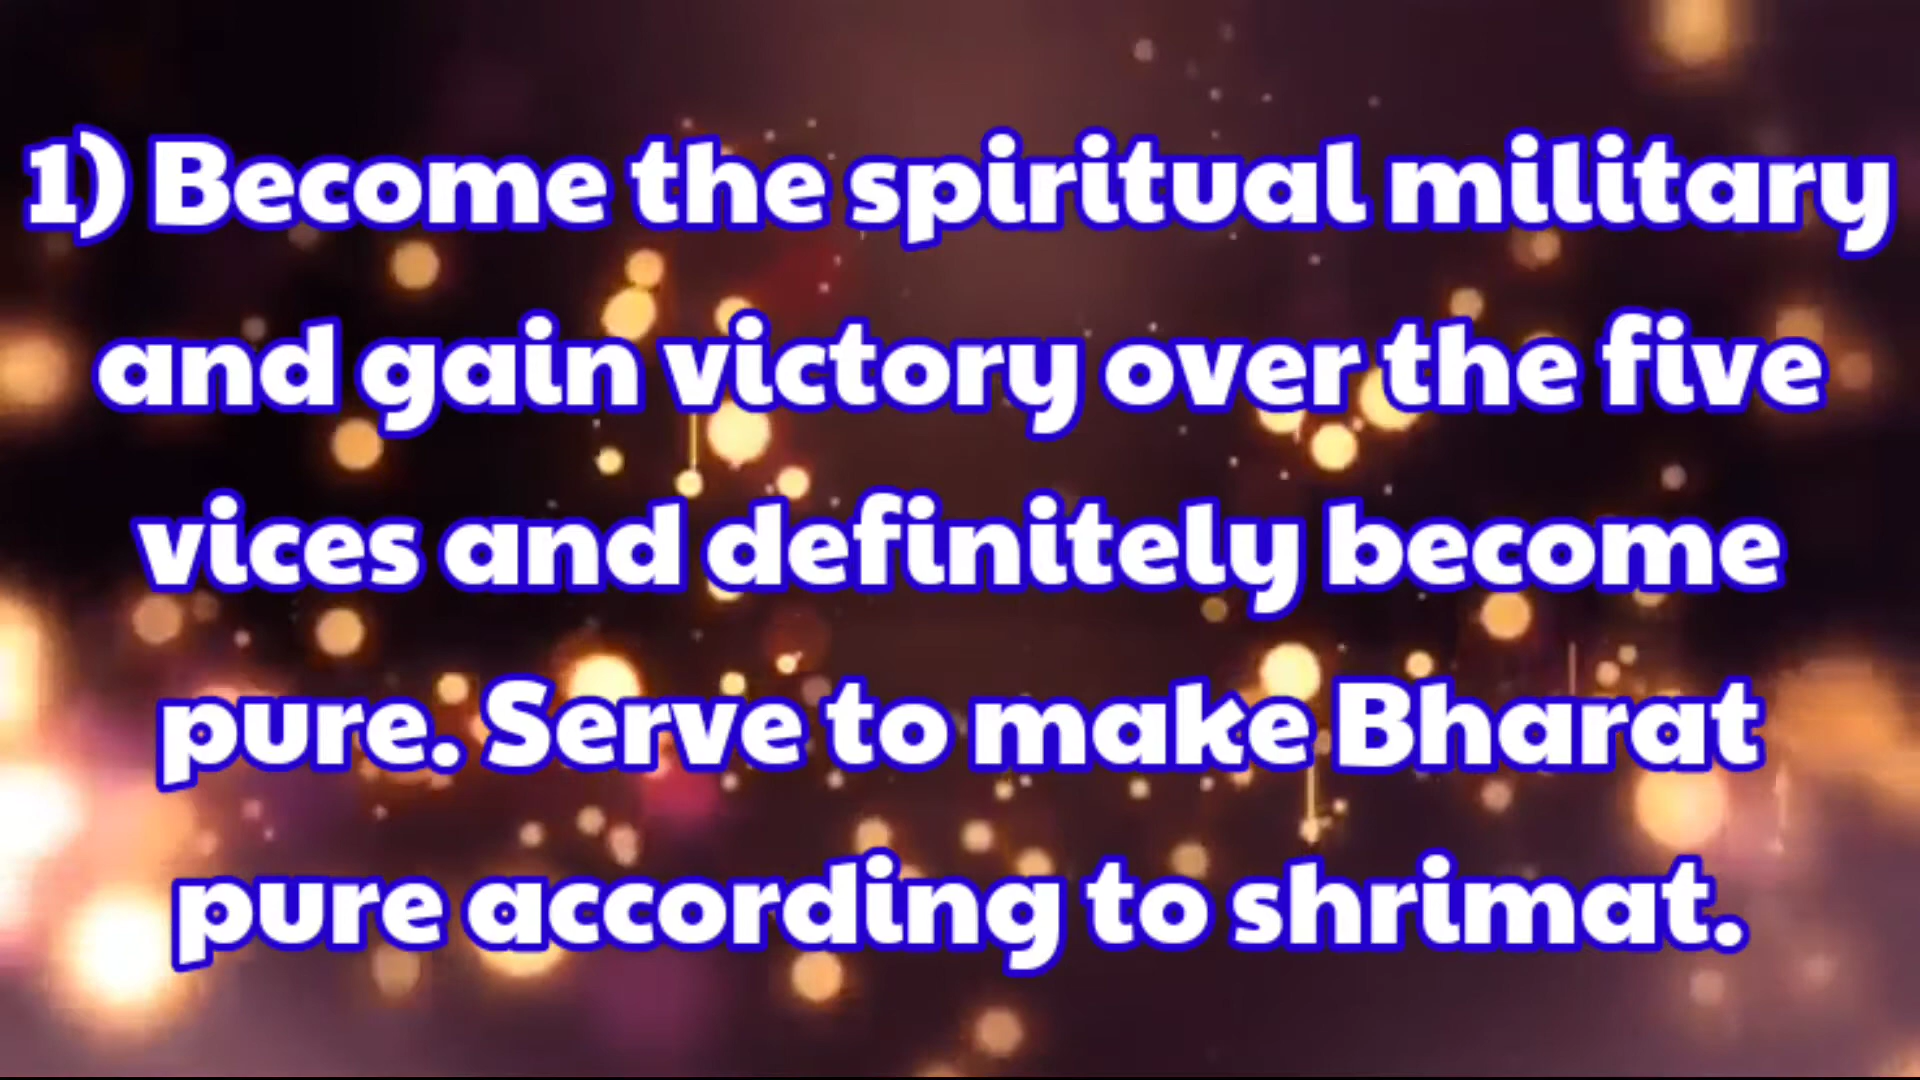 1) Become the spiritual military
and gain victory over the five
vices and definitely become
pure. Serve to make Bharat
pure according to shrimat.